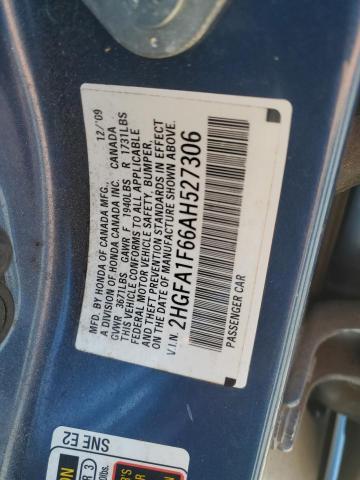 MFD. BY HONDA OF CANADA MFG., 12/'09
A DIVISION OF HONDA CANADA INC. CANADA
GVWR 3671LBS GAWR F 1940LBS R 1731LBS
THIS VEHICLE CONFORMS TO ALL APPLICABLE
FEDERAL MOTOR VEHICLE SAFETY, BUMPER,
AND THEFT PREVENTION STANDARDS IN EFFECT
ON THE DATE OF MANUFACTURE SHOWN ABOVE.
V.I.N. 2HGFA1F66AH527306
PASSENGER CAR
SNE E2